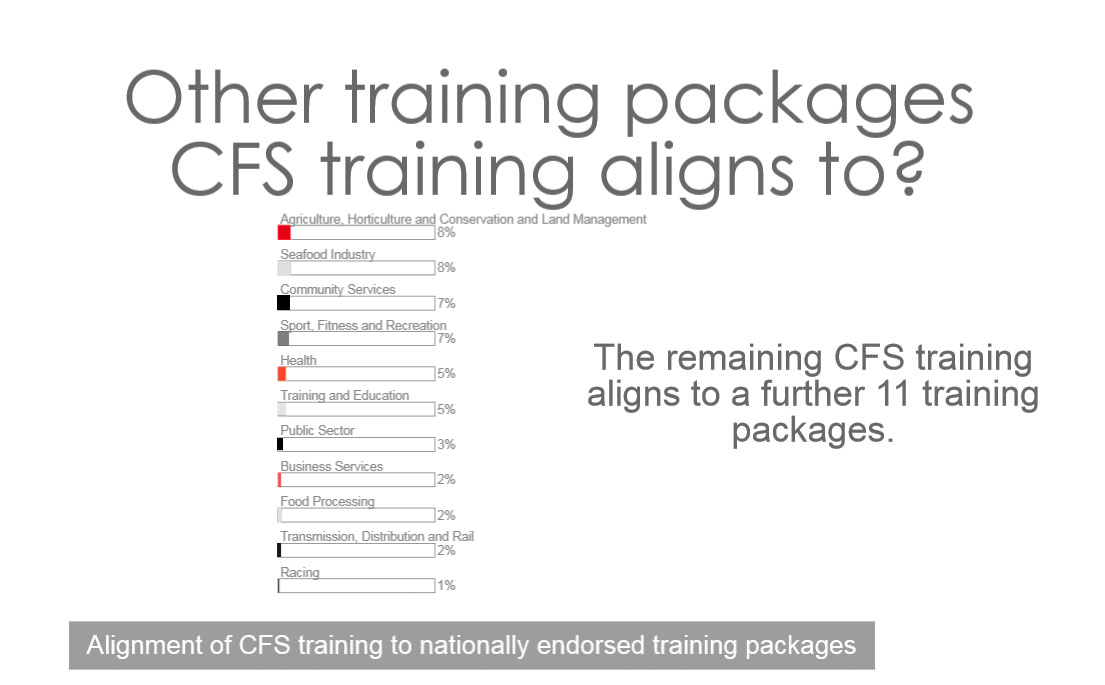 Other training packages
CFS training aligns to?
Agriculture, Horticulture and Conservation and Land Management
8%
Seafood Industry
8%
Community Services
7%
Sport, Fitness and Recreation
7%
Health
5%
Training and Education
5%
Public Sector
3%
Business Services
2%
Food Processing
2%
Transmission, Distribution and Rail
2%
Racing
1%
The remaining CFS training
aligns to a further 11 training
packages.
Alignment of CFS training to nationally endorsed training packages